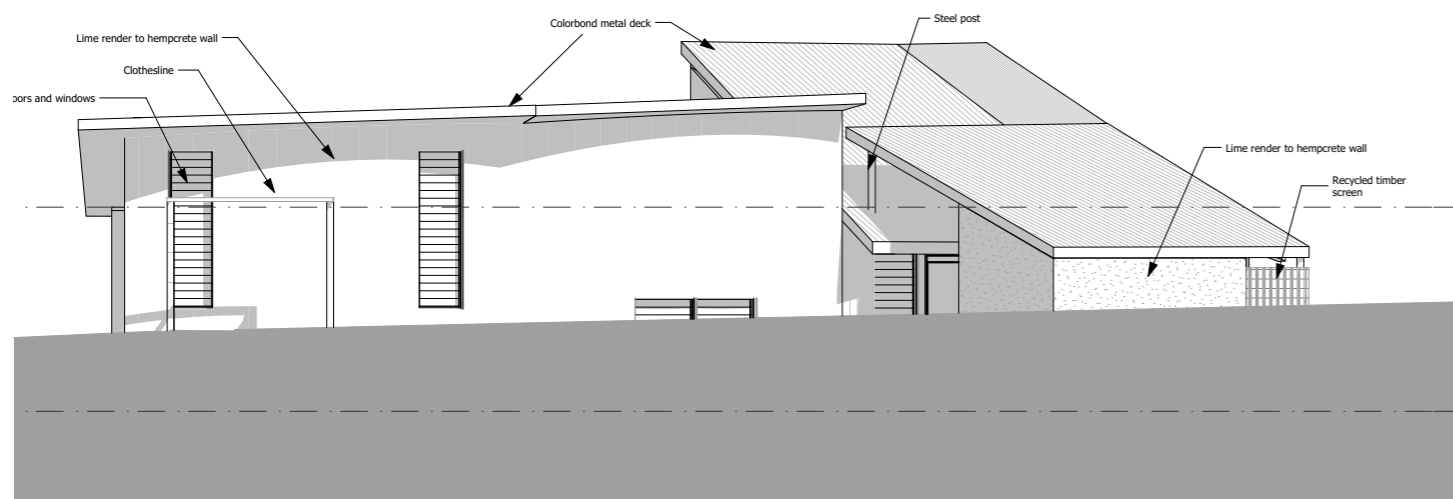 Colorbond metal deck
Steel post
Lime render to hempcrete wall
Clothesline
and windows
Lime render to hempcrete wall
Recycled timber
screen